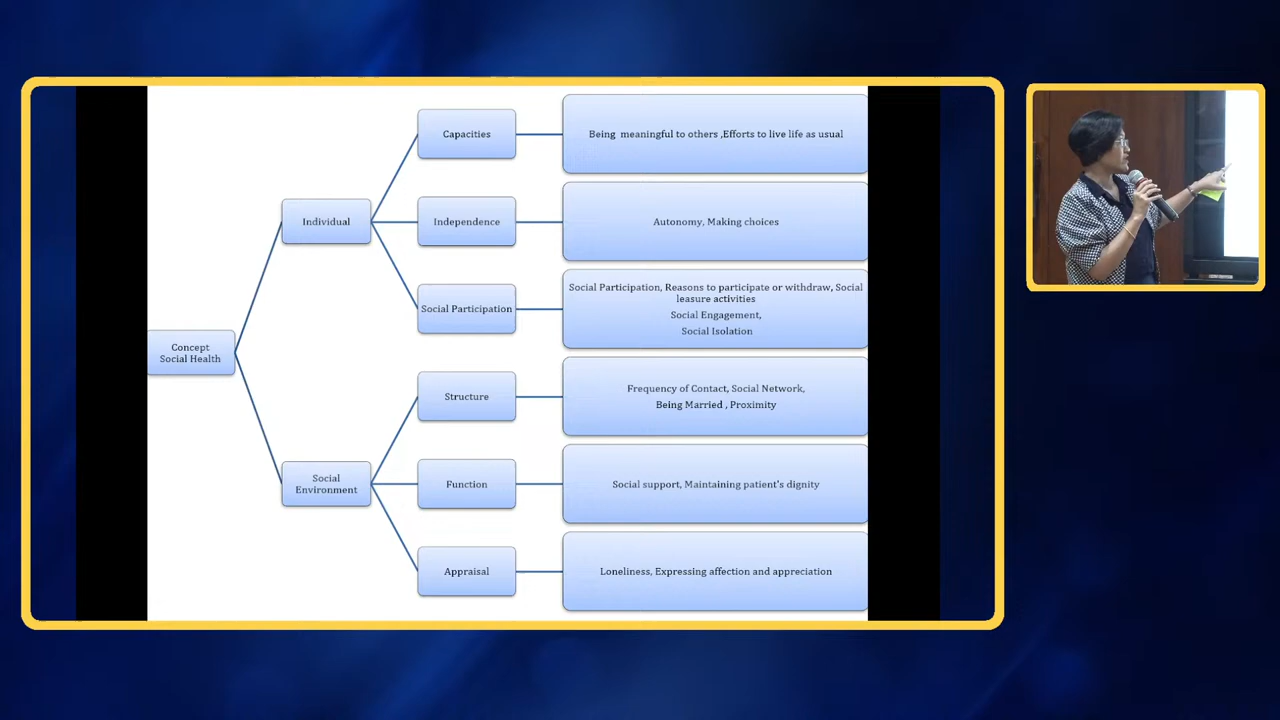 Concept
Social Health
Individual
Capacities
Being meaningful to others ,Efforts to live life as usual
Independence
Autonomy, Making choices
Social Participation
Social Participation, Reasons to participate or withdraw, Social
leasure activities
Social Engagement,
Social Isolation
Social
Environment
Structure
Frequency of Contact, Social Network,
Being Married , Proximity
Function
Social support, Maintaining patient's dignity
Appraisal
Loneliness, Expressing affection and appreciation